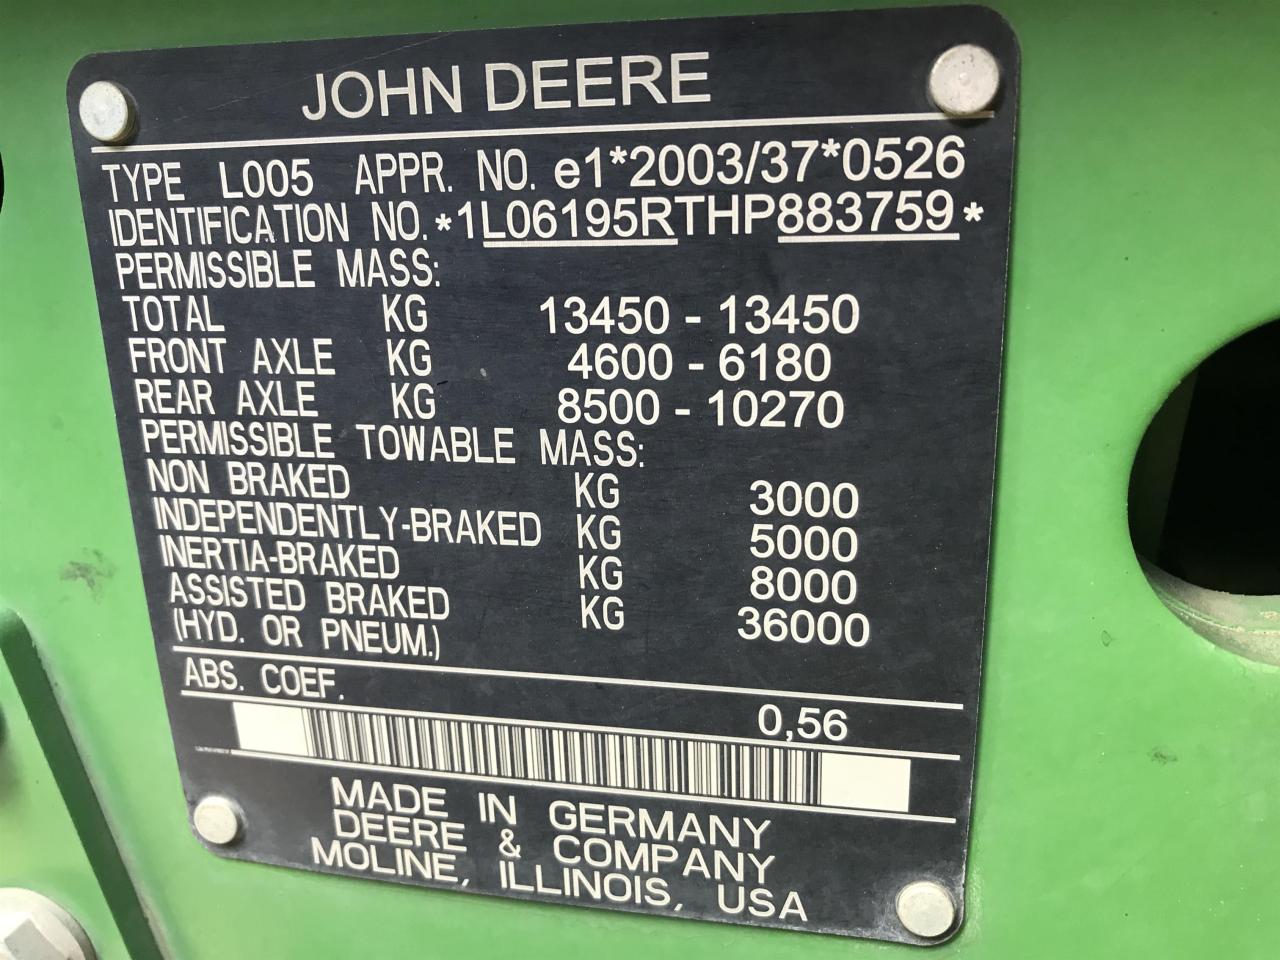 JOHN DEERE
TYPE L005 APPR. NO. e1*2003/37*0526
IDENTIFICATION NO. *1L06195RTHP883759*
PERMISSIBLE MASS:
TOTAL KG 13450 - 13450
FRONT AXLE KG 4600 - 6180
REAR AXLE KG 8500 - 10270
PERMISSIBLE TOWABLE MASS:
NON BRAKED KG 3000
INDEPENDENTLY-BRAKED KG 5000
INERTIA-BRAKED KG 8000
ASSISTED BRAKED KG 36000
(HYD. OR PNEUM.)
ABS. COEF. 0,56
MADE IN GERMANY
DEERE & COMPANY
MOLINE, ILLINOIS, USA